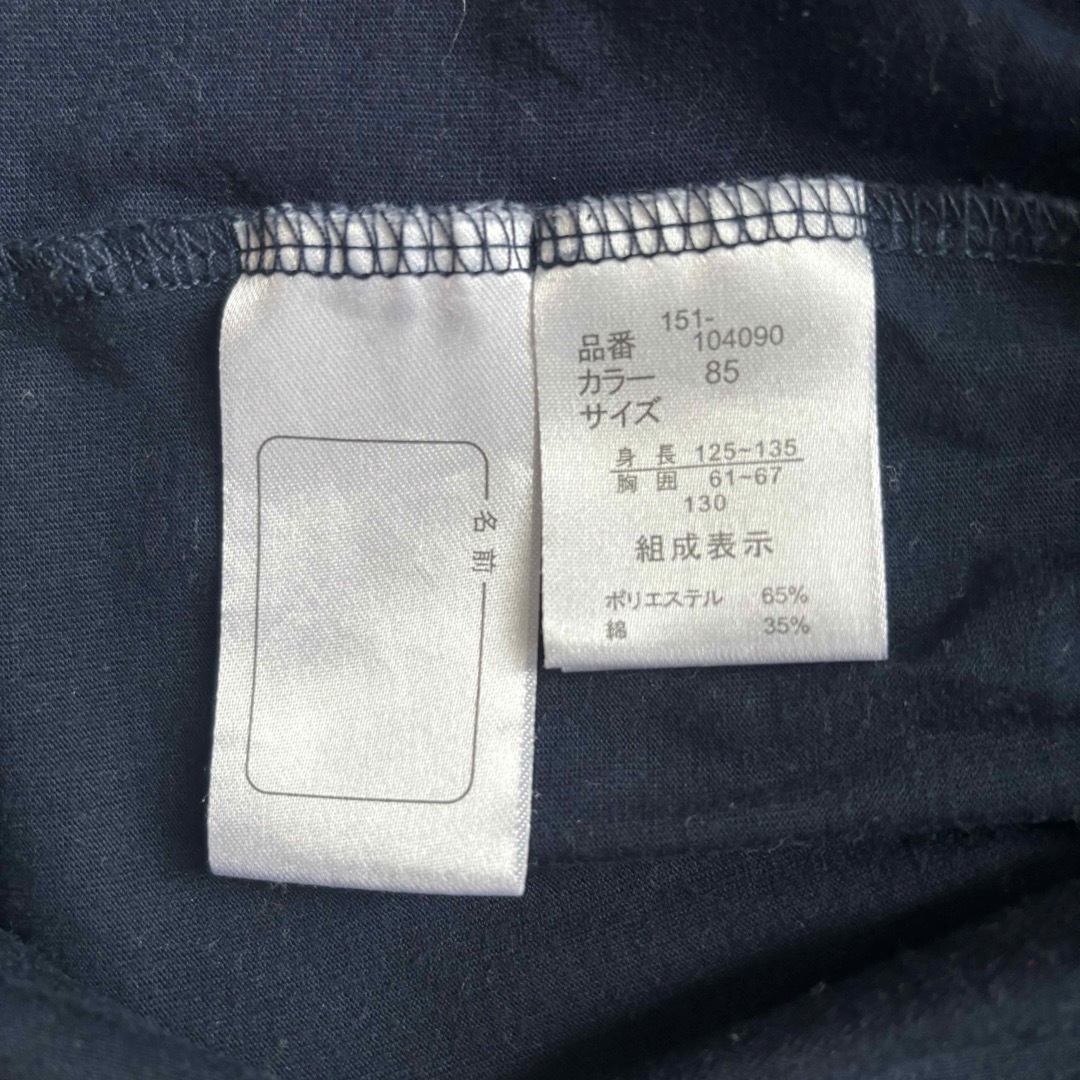 名前
151-
品番 104090
カラー 85
サイズ
身長 125~135
胸囲 61~67
130
組成表示
ポリエステル 65%
綿 35%